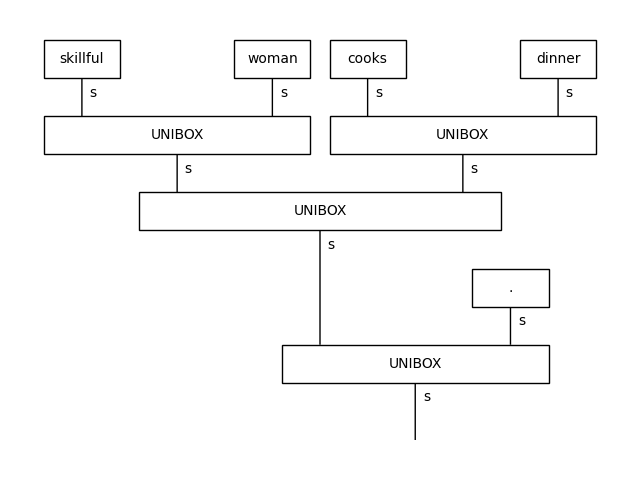 skillful woman cooks dinner
s s s s
UNIBOX UNIBOX
s s
UNIBOX
s
.
s
UNIBOX
s